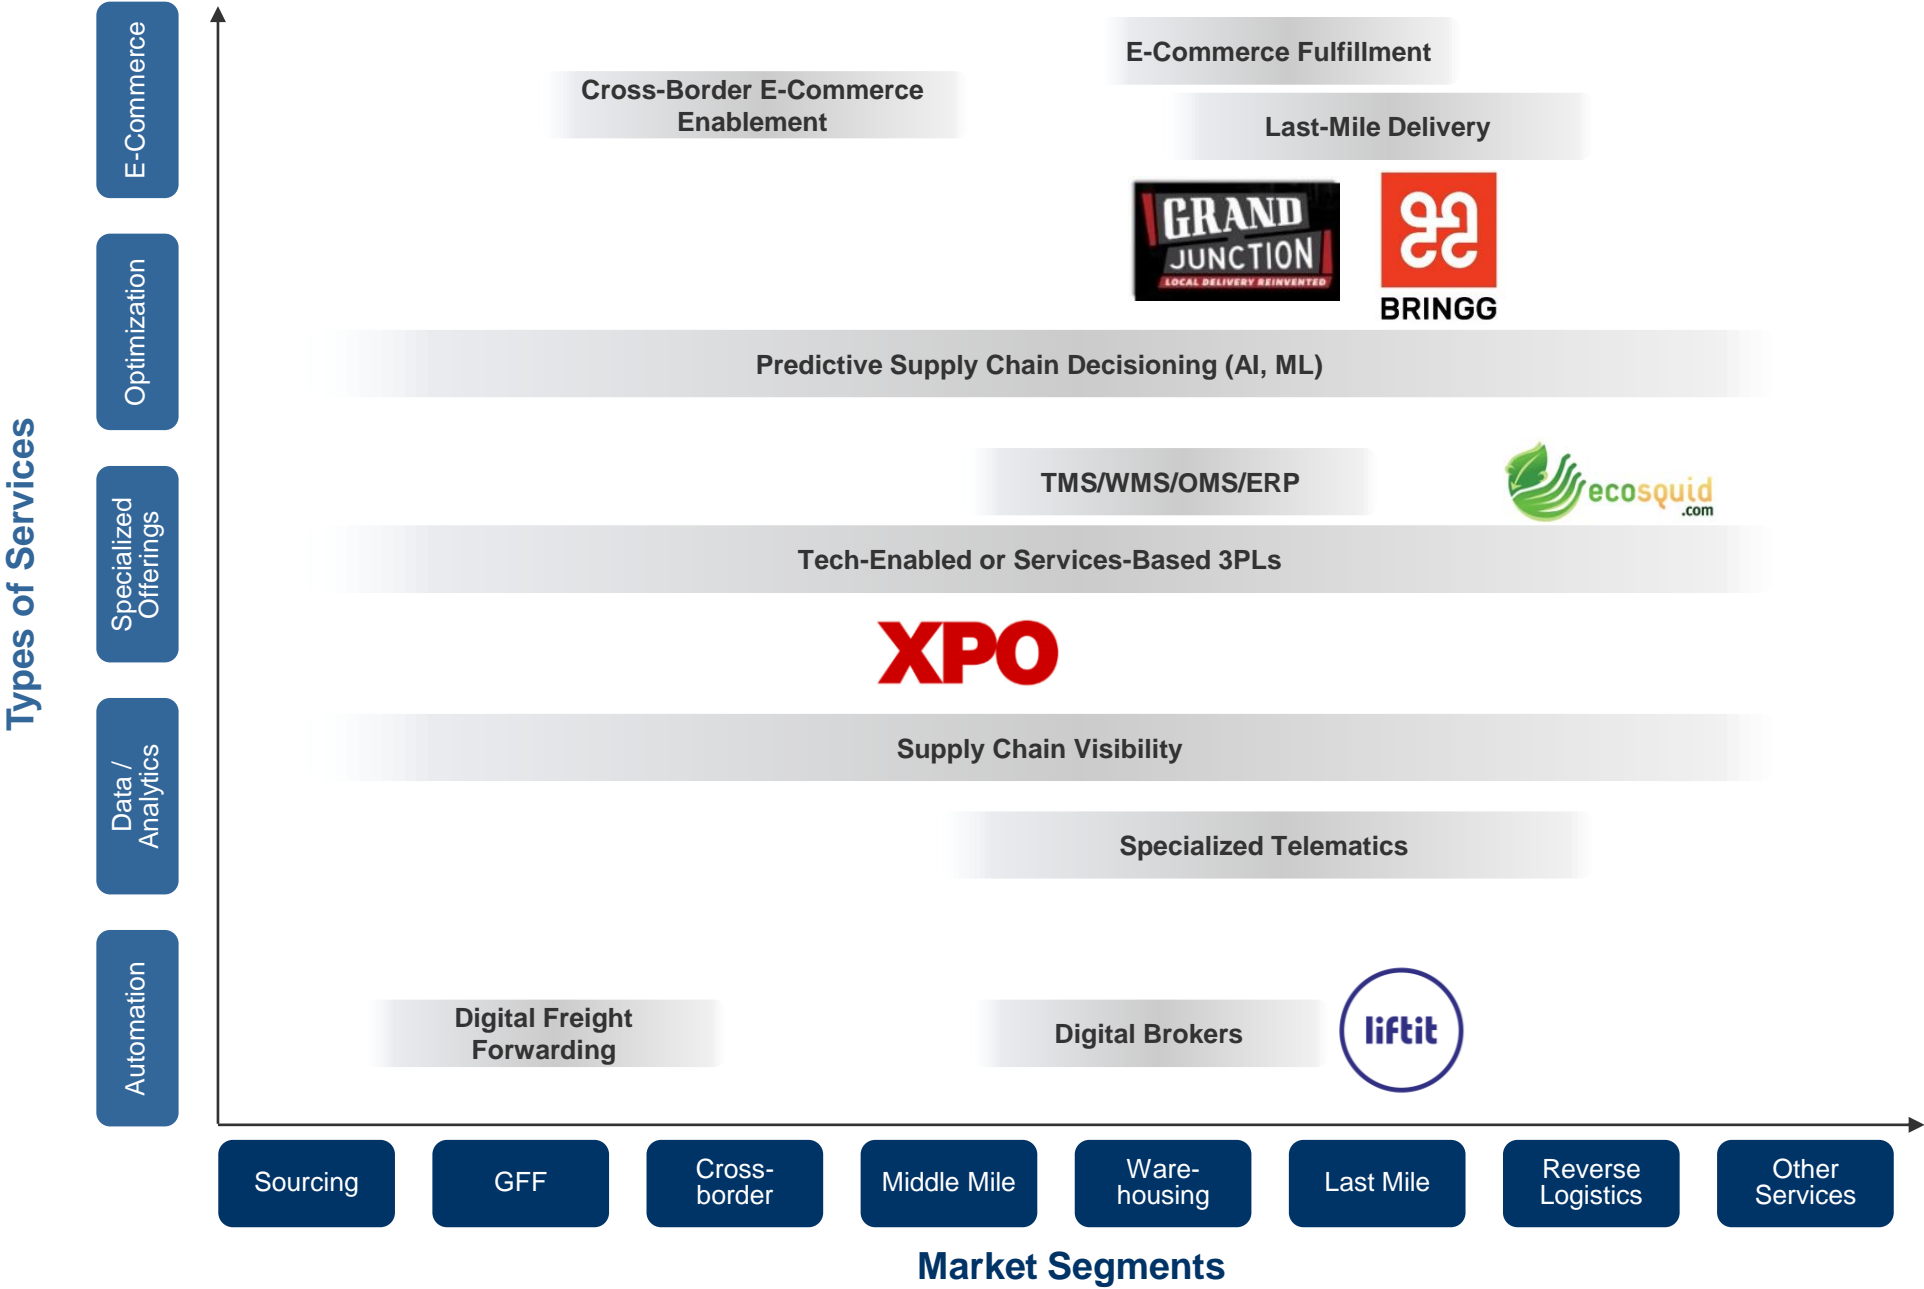 Types of Services
E-Commerce
Optimization
Specialized
Offerings
Data /
Analytics
Automation
E-Commerce Fulfillment
Cross-Border E-Commerce
Enablement
Last-Mile Delivery
GRAND
JUNCTION
LOCAL DELIVERY REINVENTED
BRINGG
Predictive Supply Chain Decisioning (AI, ML)
TMS/WMS/OMS/ERP
ecosquid
.com
Tech-Enabled or Services-Based 3PLs
XPO
Supply Chain Visibility
Specialized Telematics
Digital Freight
Forwarding
Digital Brokers
liftit
Sourcing
GFF
Cross-
border
Middle Mile
Ware-
housing
Last Mile
Reverse
Logistics
Other
Services
Market Segments